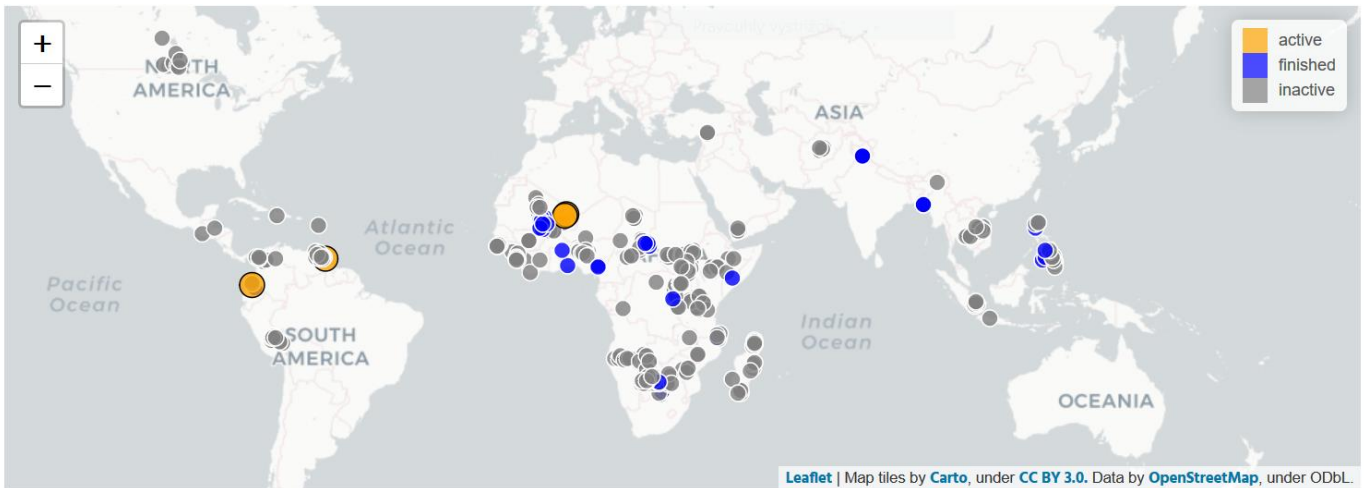 +
−
NORTH
AMERICA
ASIA
active
finished
inactive
Atlantic
Ocean
Pacific
Ocean
SOUTH
AMERICA
Indian
Ocean
OCEANIA
Leaflet | Map tiles by Carto, under CC BY 3.0. Data by OpenStreetMap, under ODbL.